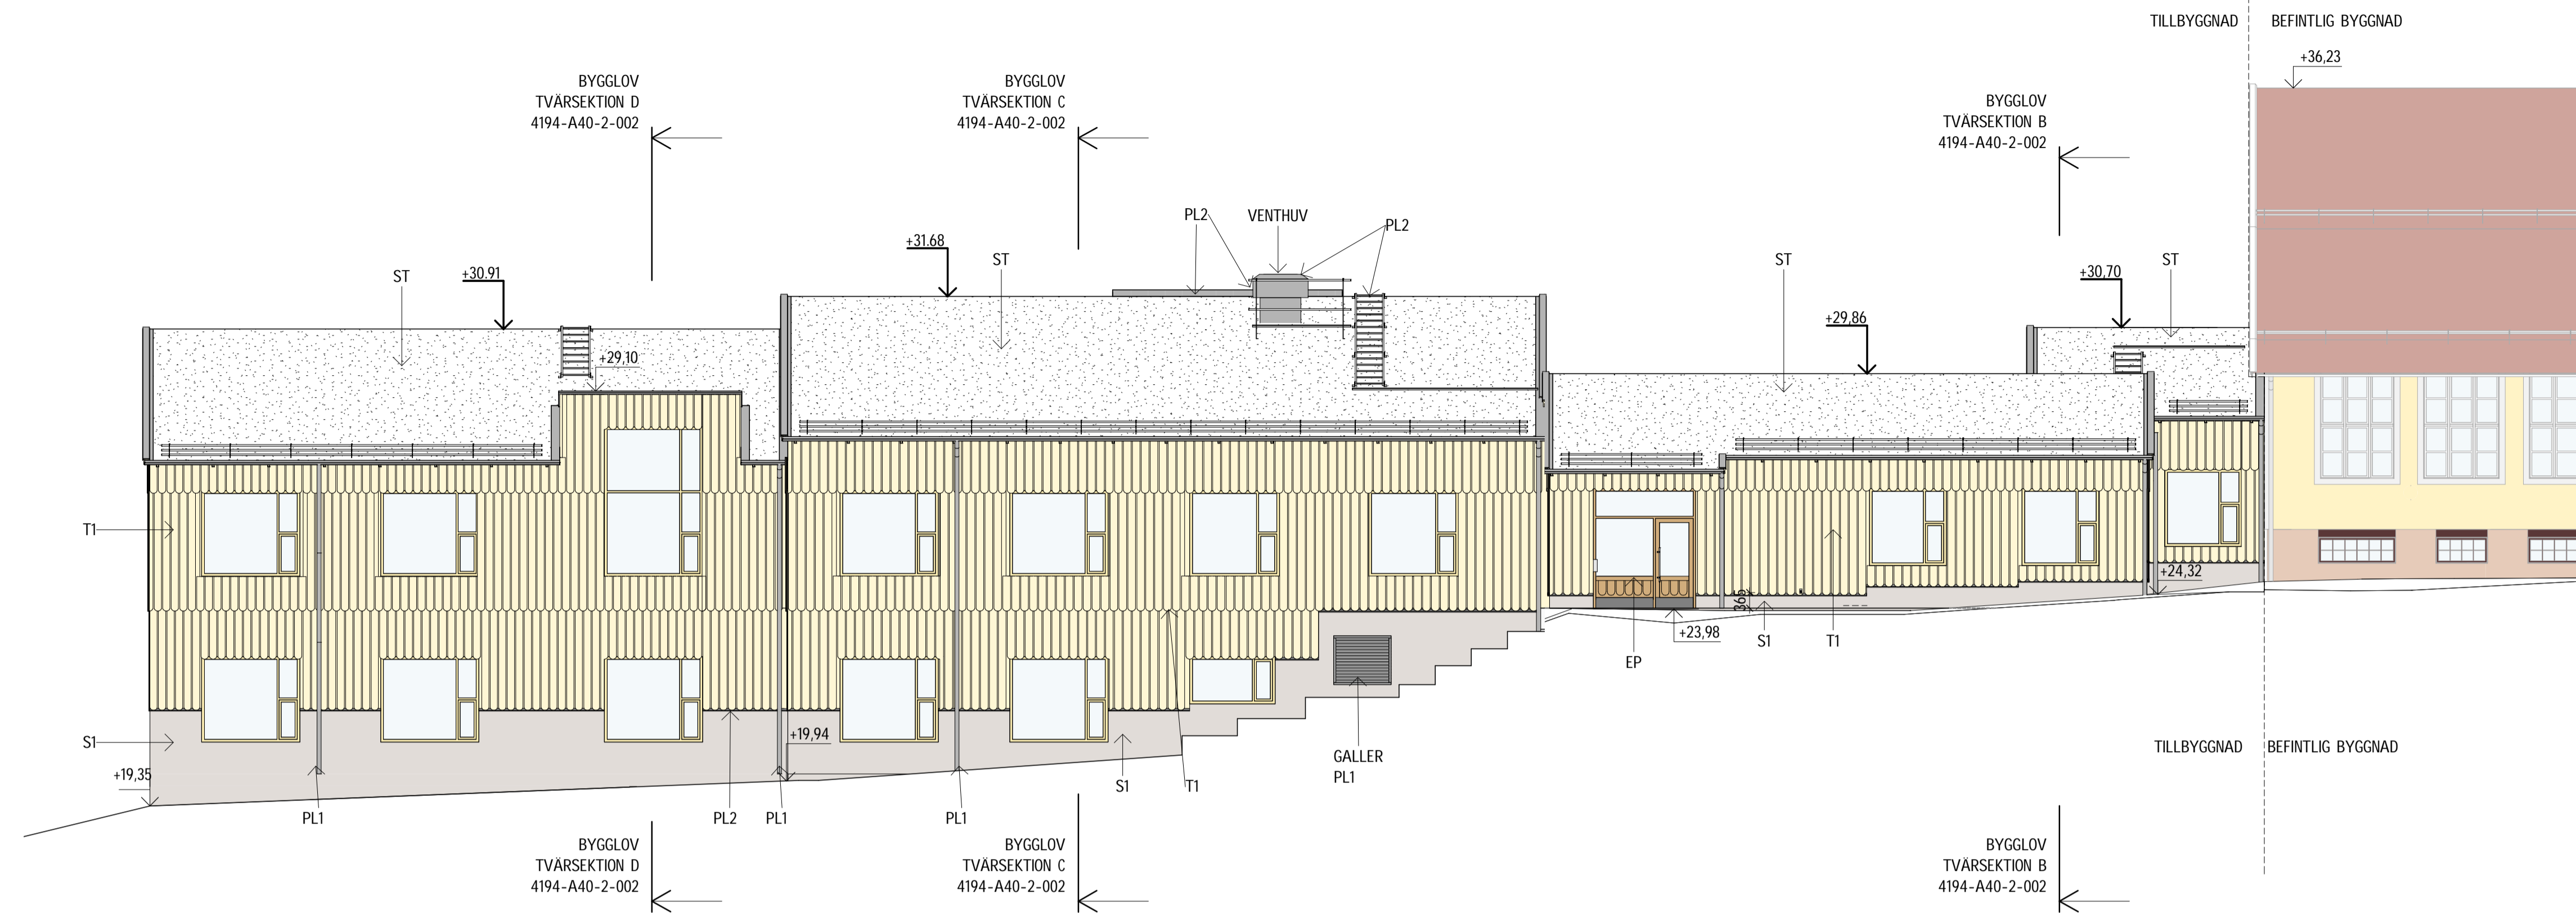 TILLBYGGNAD
BEFINTLIG BYGGNAD
+36,23
BYGGLOV
TVÄRSEKTION D
4194-A40-2-002
BYGGLOV
TVÄRSEKTION C
4194-A40-2-002
BYGGLOV
TVÄRSEKTION B
4194-A40-2-002
PL2
VENTHUV
PL2
+31.68
ST
+30.91
ST
ST
+30,70
ST
+29,86
+29,10
T1
+24,32
365
+23,98
S1
T1
EP
S1
+19,94
+19,35
GALLER
PL1
S1
T1
TILLBYGGNAD
BEFINTLIG BYGGNAD
PL1
PL2
PL1
PL1
BYGGLOV
TVÄRSEKTION D
4194-A40-2-002
BYGGLOV
TVÄRSEKTION C
4194-A40-2-002
BYGGLOV
TVÄRSEKTION B
4194-A40-2-002